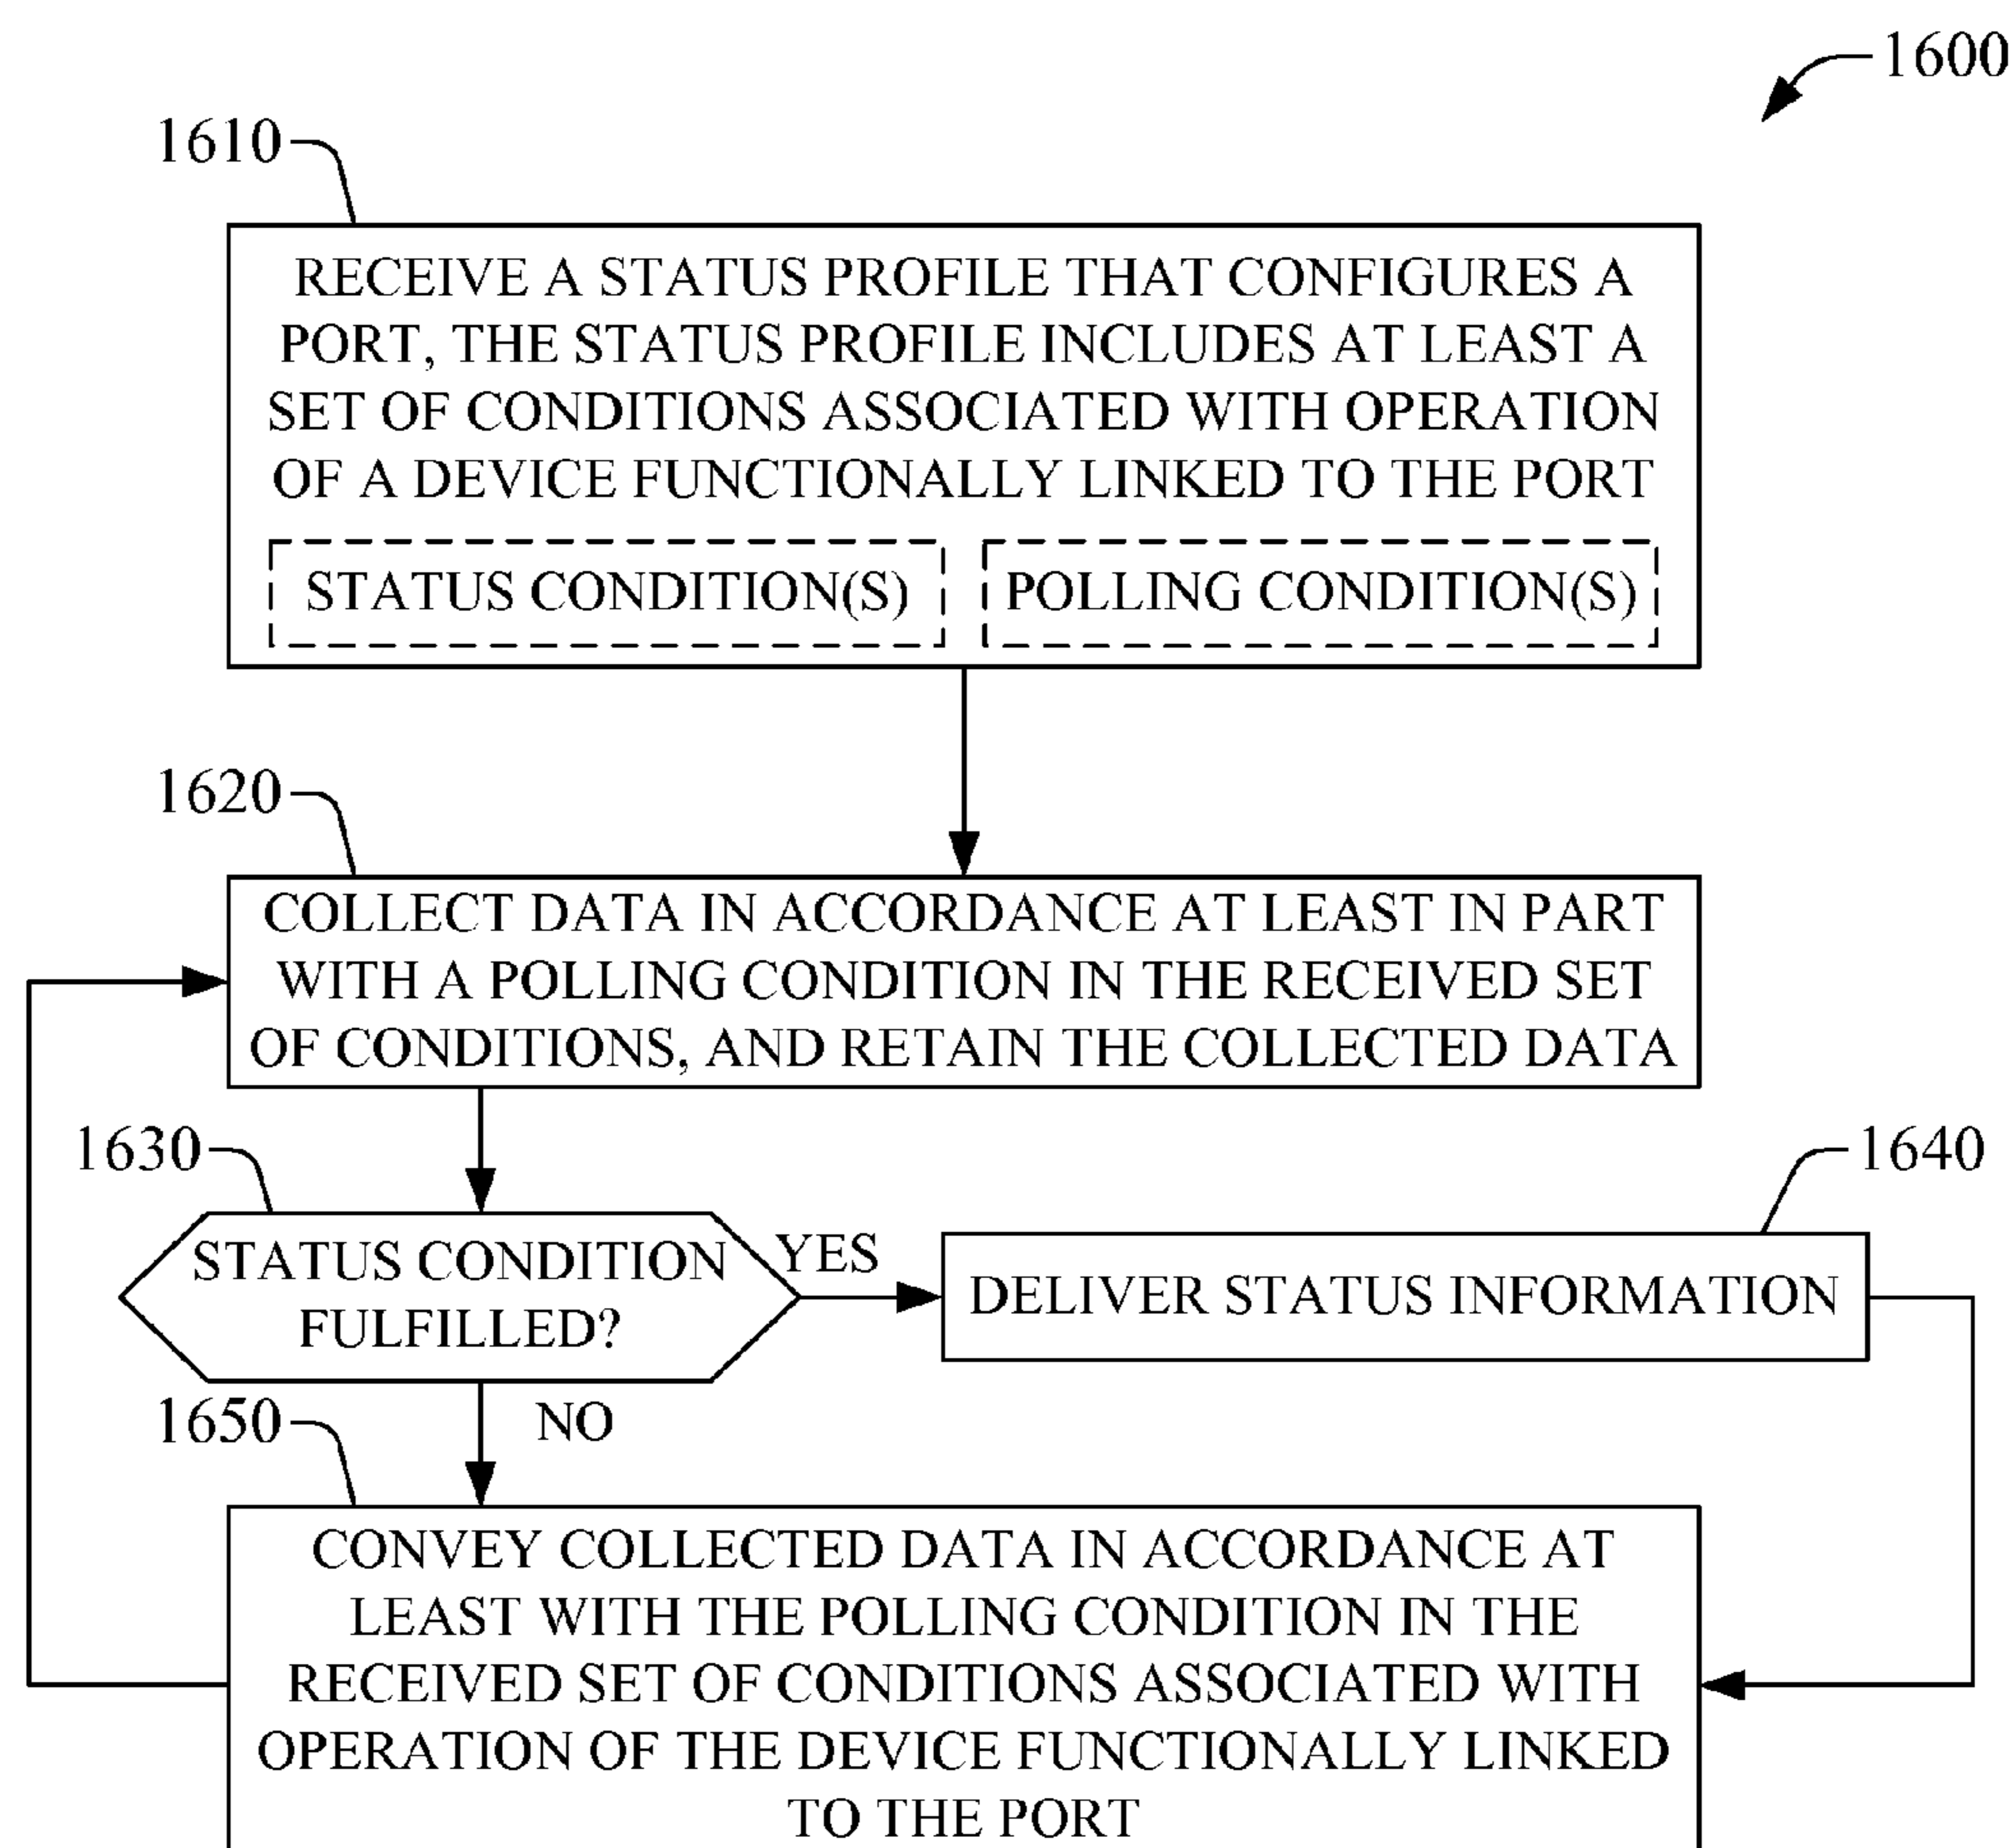 1600
1610
RECEIVE A STATUS PROFILE THAT CONFIGURES A
PORT, THE STATUS PROFILE INCLUDES AT LEAST A
SET OF CONDITIONS ASSOCIATED WITH OPERATION
OF A DEVICE FUNCTIONALLY LINKED TO THE PORT
STATUS CONDITION(S) POLLING CONDITION(S)
1620
COLLECT DATA IN ACCORDANCE AT LEAST IN PART
WITH A POLLING CONDITION IN THE RECEIVED SET
OF CONDITIONS, AND RETAIN THE COLLECTED DATA
1630
STATUS CONDITION
FULFILLED?
YES
1640
DELIVER STATUS INFORMATION
NO
1650
CONVEY COLLECTED DATA IN ACCORDANCE AT
LEAST WITH THE POLLING CONDITION IN THE
RECEIVED SET OF CONDITIONS ASSOCIATED WITH
OPERATION OF THE DEVICE FUNCTIONALLY LINKED
TO THE PORT